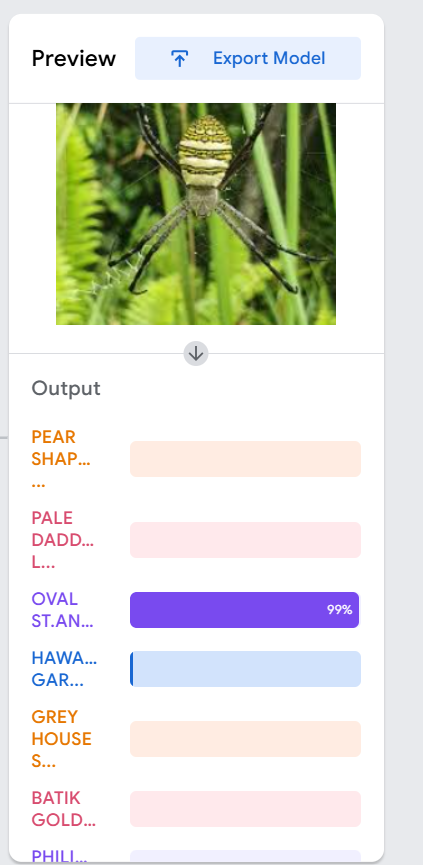 Preview
Export Model
Output
PEAR
SHAP...
...
PALE
DADD...
L...
OVAL
ST.AN...
99%
HAWA...
GAR...
GREY
HOUSE
S...
BATIK
GOLD...
PHILI...